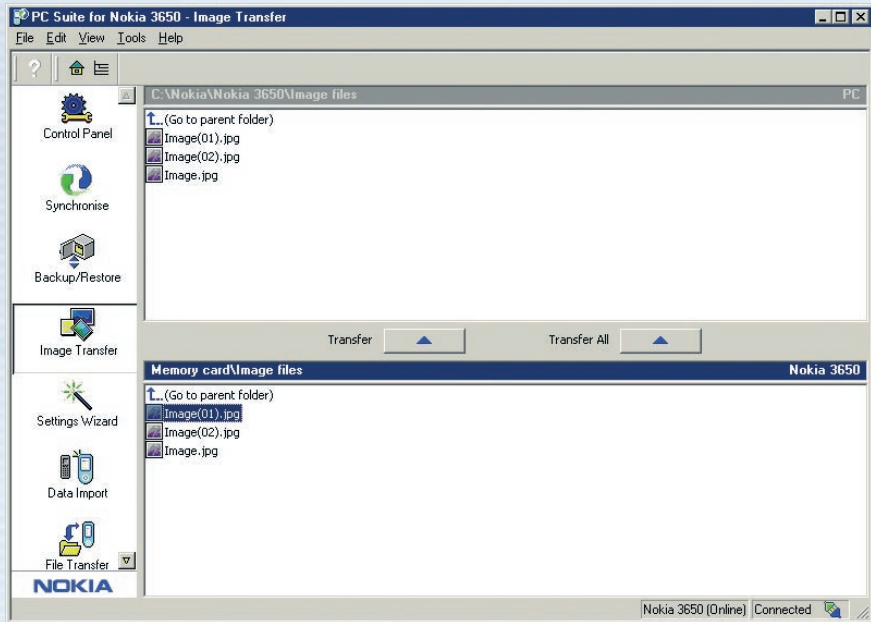 PC Suite for Nokia 3650 - Image Transfer
File Edit View Tools Help
?
Control Panel
Synchronise
Backup/Restore
Image Transfer
Settings Wizard
Data Import
File Transfer
NOKIA
C:\Nokia\Nokia 3650\Image files PC
(Go to parent folder)
Image(01).jpg
Image(02).jpg
Image.jpg
Transfer Transfer All
Memory card\Image files Nokia 3650
(Go to parent folder)
Image(01).jpg
Image(02).jpg
Image.jpg
Nokia 3650 (Online) Connected